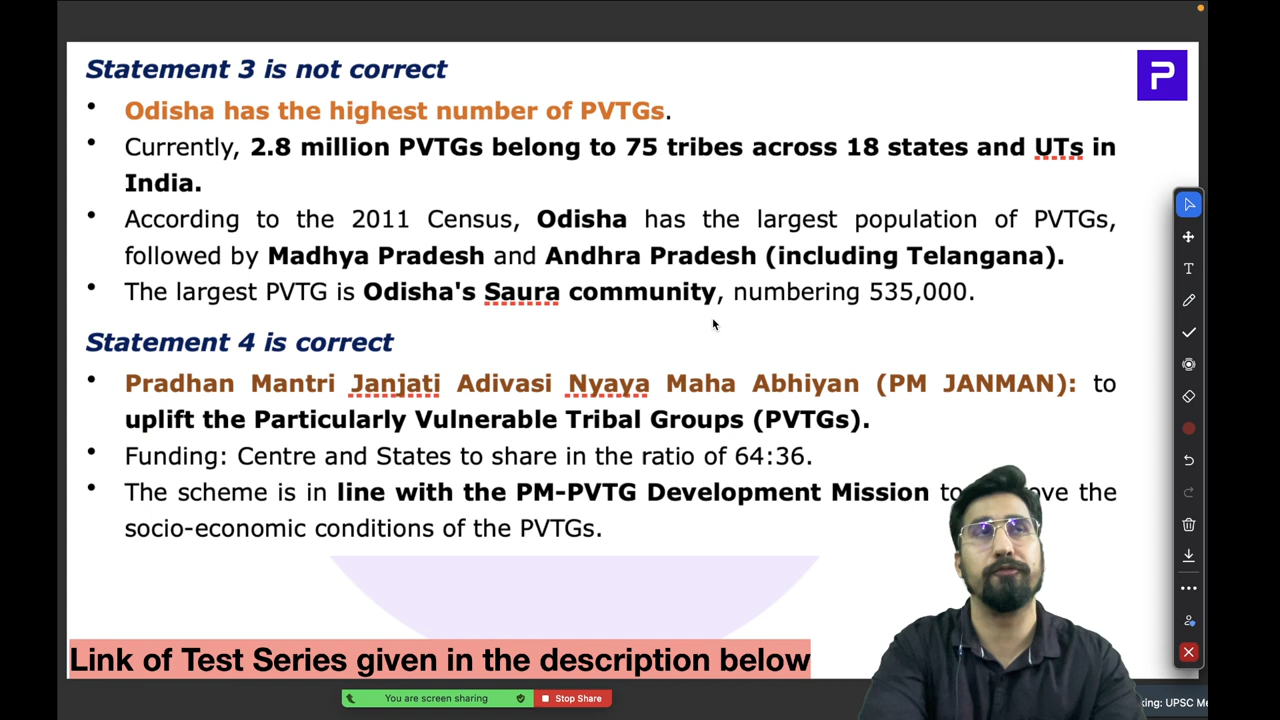 Statement 3 is not correct
P
• Odisha has the highest number of PVTGs.
• Currently, 2.8 million PVTGs belong to 75 tribes across 18 states and UTs in
India.
• According to the 2011 Census, Odisha has the largest population of PVTGs,
followed by Madhya Pradesh and Andhra Pradesh (including Telangana).
• The largest PVTG is Odisha's Saura community, numbering 535,000.
Statement 4 is correct
• Pradhan Mantri Janjati Adivasi Nyaya Maha Abhiyan (PM JANMAN): to
uplift the Particularly Vulnerable Tribal Groups (PVTGs).
• Funding: Centre and States to share in the ratio of 64:36.
• The scheme is in line with the PM-PVTG Development Mission the
socio-economic conditions of the PVTGs.
Link of Test Series given in the description below
You are screen sharing Stop Share
UPSC